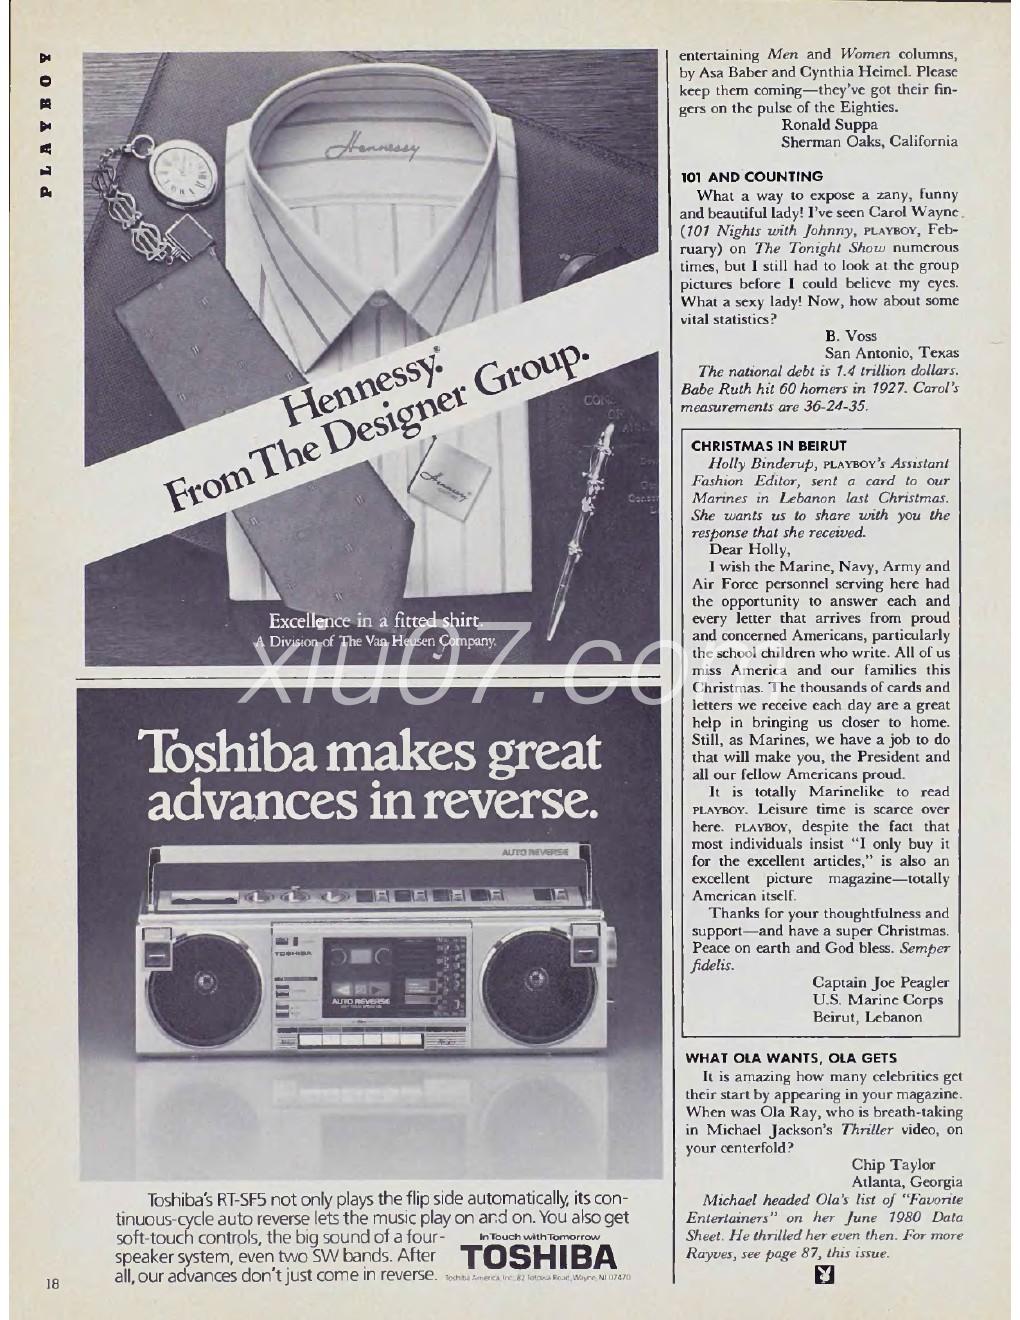 PLAYBOY
Hennessy
Hennessy.®
From The Designer Group.
Hennessy
Excellence in a fitted shirt.
A Division of The Van Heusen Company.
Toshiba makes great
advances in reverse.
AUTO REVERSE
TOSHIBA
AUTO REVERSE
Toshiba's RT-SF5 not only plays the flip side automatically, its con-
tinuous-cycle auto reverse lets the music play on and on. You also get
soft-touch controls, the big sound of a four-
speaker system, even two SW bands. After
all, our advances don't just come in reverse.
In Touch with Tomorrow
TOSHIBA
Toshiba America, Inc., 82 Totowa Road, Wayne, NJ 07470
18
entertaining Men and Women columns,
by Asa Baber and Cynthia Heimel. Please
keep them coming—they've got their fin-
gers on the pulse of the Eighties.
Ronald Suppa
Sherman Oaks, California
101 AND COUNTING
What a way to expose a zany, funny
and beautiful lady! I've seen Carol Wayne
(101 Nights with Johnny, PLAYBOY, Feb-
ruary) on The Tonight Show numerous
times, but I still had to look at the group
pictures before I could believe my eyes.
What a sexy lady! Now, how about some
vital statistics?
B. Voss
San Antonio, Texas
The national debt is 1.4 trillion dollars.
Babe Ruth hit 60 homers in 1927. Carol's
measurements are 36-24-35.
CHRISTMAS IN BEIRUT
Holly Binderup, PLAYBOY's Assistant
Fashion Editor, sent a card to our
Marines in Lebanon last Christmas.
She wants us to share with you the
response that she received.
Dear Holly,
I wish the Marine, Navy, Army and
Air Force personnel serving here had
the opportunity to answer each and
every letter that arrives from proud
and concerned Americans, particularly
the school children who write. All of us
miss America and our families this
Christmas. The thousands of cards and
letters we receive each day are a great
help in bringing us closer to home.
Still, as Marines, we have a job to do
that will make you, the President and
all our fellow Americans proud.
It is totally Marinelike to read
PLAYBOY. Leisure time is scarce over
here. PLAYBOY, despite the fact that
most individuals insist "I only buy it
for the excellent articles," is also an
excellent picture magazine—totally
American itself.
Thanks for your thoughtfulness and
support—and have a super Christmas.
Peace on earth and God bless. Semper
fidelis.
Captain Joe Peagler
U.S. Marine Corps
Beirut, Lebanon
WHAT OLA WANTS, OLA GETS
It is amazing how many celebrities get
their start by appearing in your magazine.
When was Ola Ray, who is breath-taking
in Michael Jackson's Thriller video, on
your centerfold?
Chip Taylor
Atlanta, Georgia
Michael headed Ola's list of "Favorite
Entertainers" on her June 1980 Data
Sheet. He thrilled her even then. For more
Rayves, see page 87, this issue.
xiu07.com